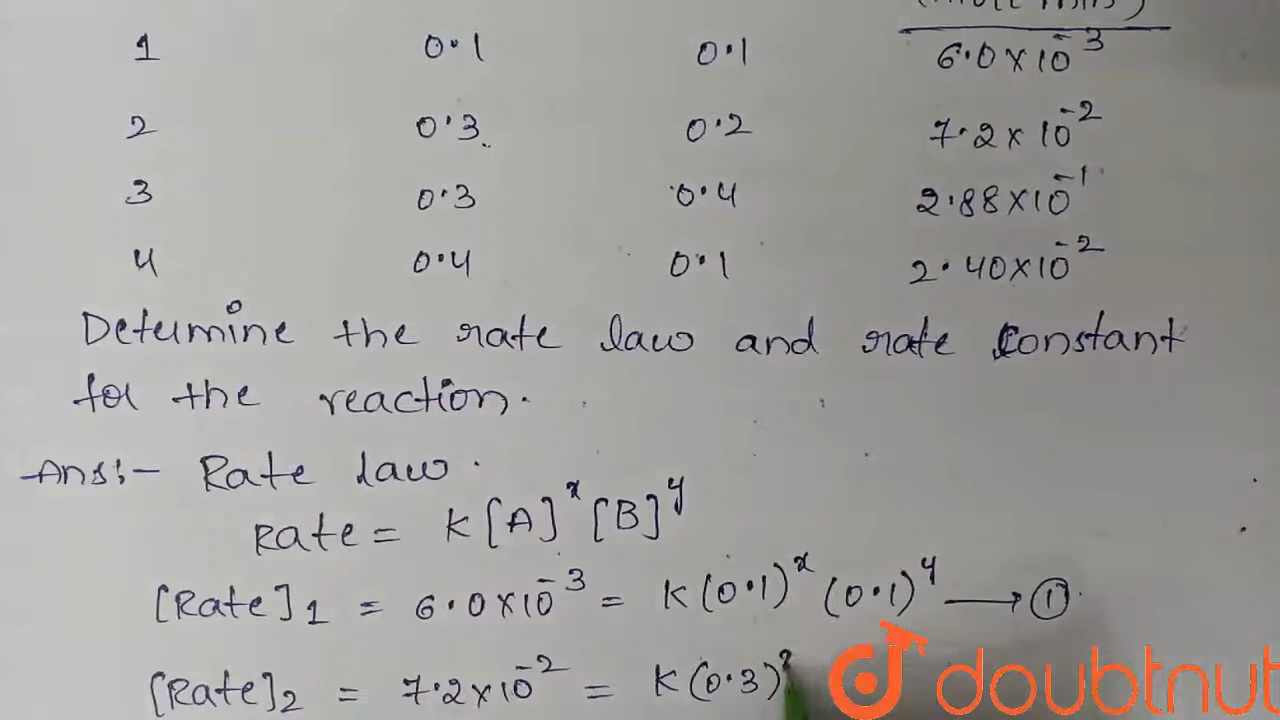 1 0.1 0.1 6.0×10⁻³
2 0.3 0.2 7.2×10⁻²
3 0.3 0.4 2.88×10⁻¹
4 0.4 0.1 2.40×10⁻²
Determine the rate law and rate constant
for the reaction.
Ans:- Rate law.
Rate = K[A]ˣ[B]ʸ
[Rate]₁ = 6.0×10⁻³ = K(0.1)ˣ (0.1)ʸ → ①
[Rate]₂ = 7.2×10⁻² = K(0.3)
doubtnut